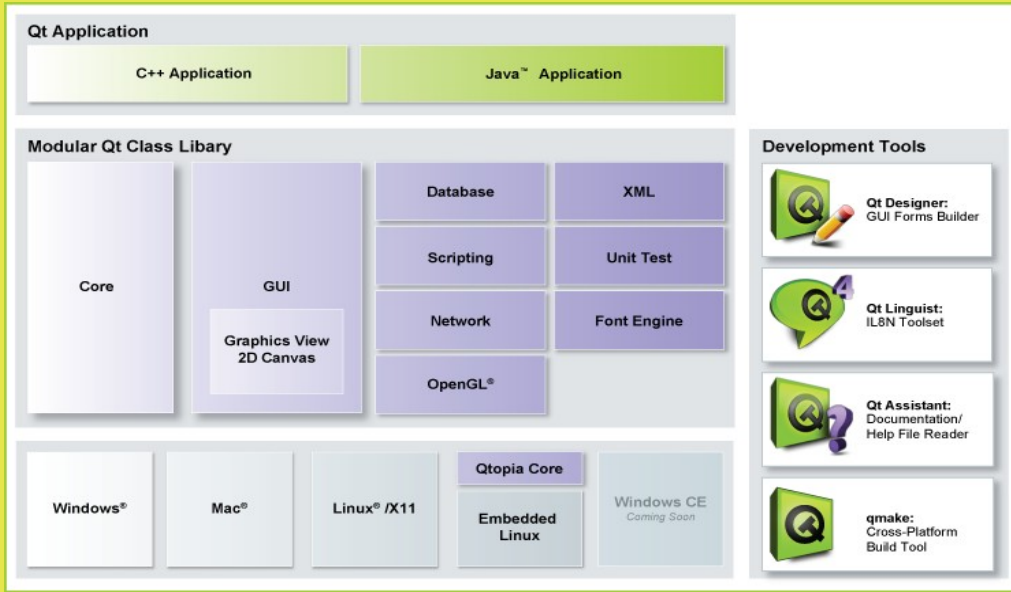 Qt Application
C++ Application
Java™ Application
Modular Qt Class Libary
Core
GUI
Graphics View
2D Canvas
Database
XML
Scripting
Unit Test
Network
Font Engine
OpenGL®
Windows®
Mac®
Linux® /X11
Qtopia Core
Embedded
Linux
Windows CE
Coming Soon
Development Tools
Qt Designer:
GUI Forms Builder
4
Qt Linguist:
IL8N Toolset
Qt Assistant:
Documentation/
Help File Reader
?
qmake:
Cross-Platform
Build Tool